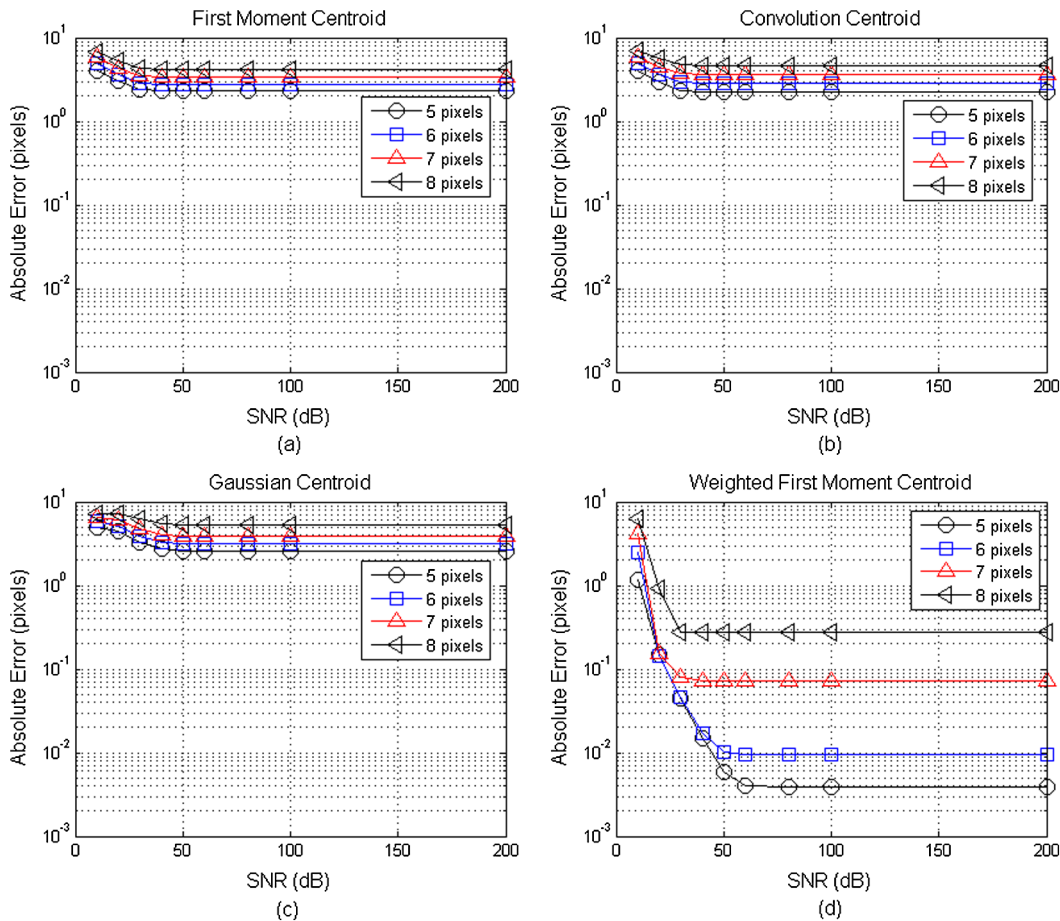 First Moment Centroid
Absolute Error (pixels)
10^1
10^0
10^-1
10^-2
10^-3
5 pixels
6 pixels
7 pixels
8 pixels
0 50 100 150 200
SNR (dB)
(a)
Convolution Centroid
Absolute Error (pixels)
10^1
10^0
10^-1
10^-2
10^-3
5 pixels
6 pixels
7 pixels
8 pixels
0 50 100 150 200
SNR (dB)
(b)
Gaussian Centroid
Absolute Error (pixels)
10^1
10^0
10^-1
10^-2
10^-3
5 pixels
6 pixels
7 pixels
8 pixels
0 50 100 150 200
SNR (dB)
(c)
Weighted First Moment Centroid
Absolute Error (pixels)
10^1
10^0
10^-1
10^-2
10^-3
5 pixels
6 pixels
7 pixels
8 pixels
0 50 100 150 200
SNR (dB)
(d)